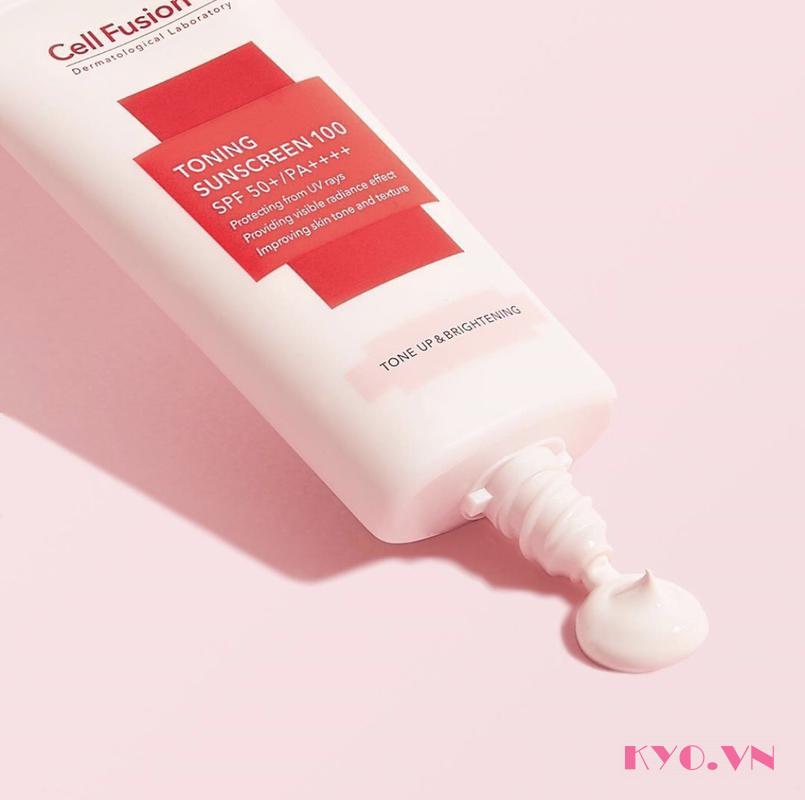 Cell Fusion
Dermatological Laboratory
TONING
SUNSCREEN 100
SPF 50+/PA++++
Protecting from UV rays
Providing visible radiance effect
Improving skin tone and texture
TONE UP & BRIGHTENING
KYO.VN